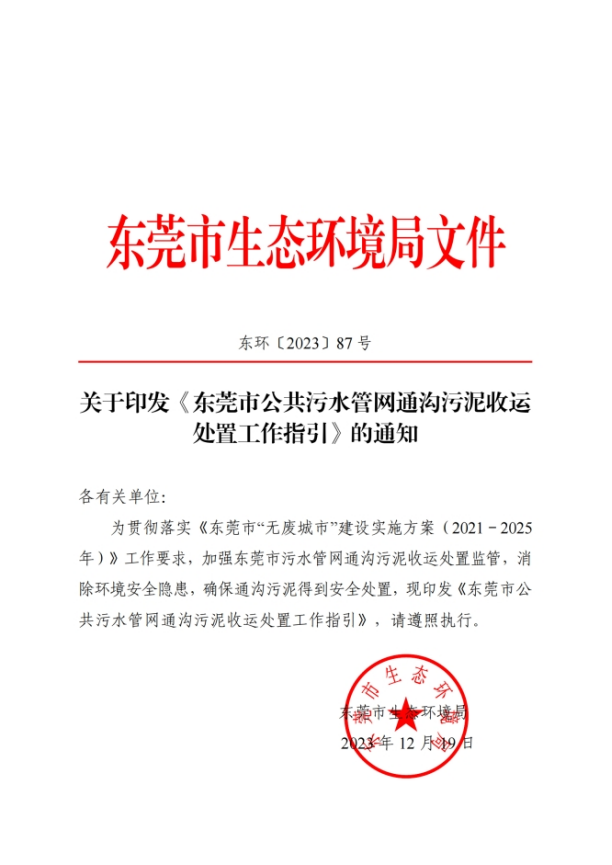 东莞市生态环境局文件
东环〔2023〕87号
关于印发《东莞市公共污水管网通沟污泥收运
处置工作指引》的通知
各有关单位：
为贯彻落实《东莞市“无废城市”建设实施方案（2021－2025
年）》工作要求，加强东莞市污水管网通沟污泥收运处置监管，消
除环境安全隐患，确保通沟污泥得到安全处置，现印发《东莞市公
共污水管网通沟污泥收运处置工作指引》，请遵照执行。
东莞市生态环境局
东莞市生态环境局
2023年12月19日